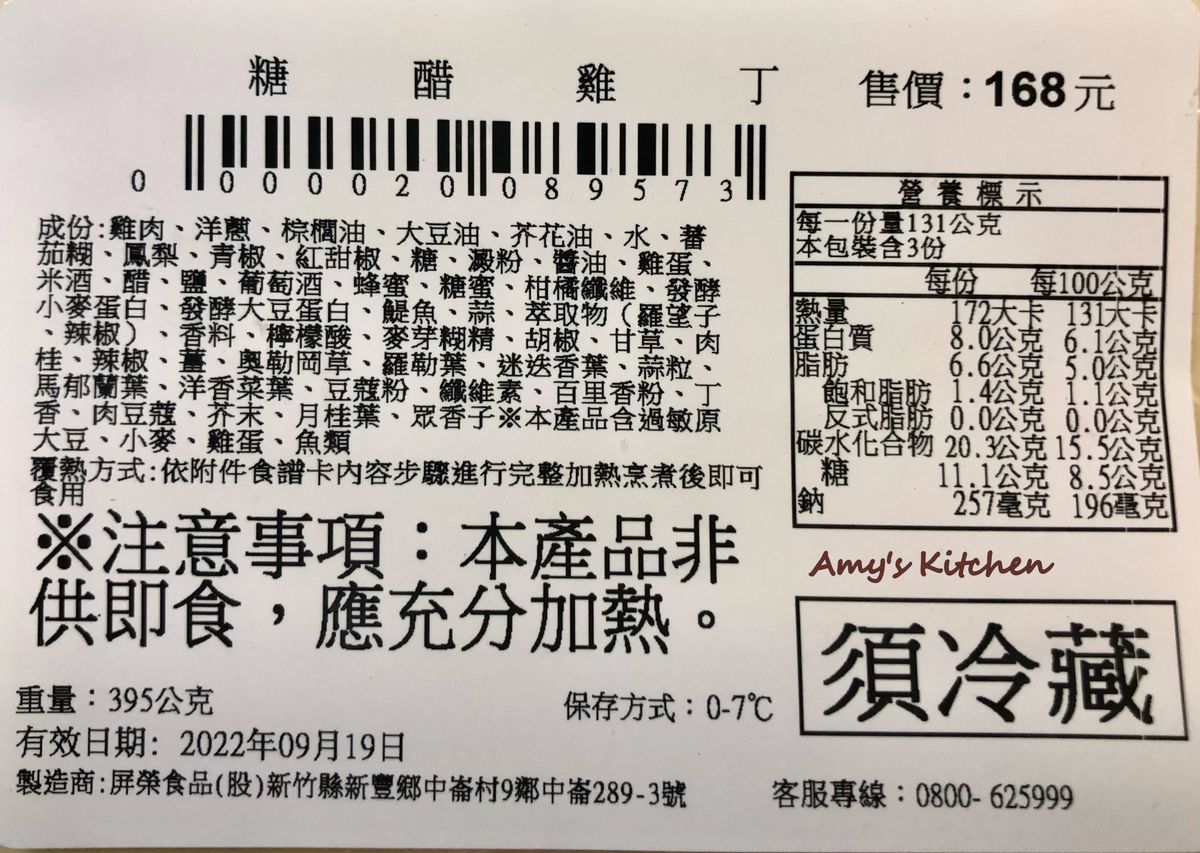 糖醋雞丁
售價：168元
0 000020 089573
成份:雞肉、洋蔥、棕櫚油、大豆油、芥花油、水、蕃
茄糊、鳳梨、青椒、紅甜椒、糖、澱粉、醬油、雞蛋、
米酒、醋、鹽、葡萄酒、蜂蜜、糖蜜、柑橘纖維、發酵
小麥蛋白、發酵大豆蛋白、鯷魚、蒜、萃取物（羅望子
、辣椒）、香料、檸檬酸、麥芽糊精、胡椒、甘草、肉
桂、辣椒、薑、奧勒岡草、羅勒葉、迷迭香葉、蒜粒、
馬郁蘭葉、洋香菜葉、豆蔻粉、纖維素、百里香粉、丁
香、肉豆蔻、芥末、月桂葉、眾香子※本產品含過敏原
大豆、小麥、雞蛋、魚類
覆熱方式:依附件食譜卡內容步驟進行完整加熱烹煮後即可
食用
※注意事項：本產品非
供即食，應充分加熱。
重量：395公克
保存方式：0-7℃
有效日期: 2022年09月19日
製造商:屏榮食品(股)新竹縣新豐鄉中崙村9鄰中崙289-3號
客服專線：0800- 625999
營養標示
每一份量131公克
本包裝含3份
每份 每100公克
熱量 172大卡 131大卡
蛋白質 8.0公克 6.1公克
脂肪 6.6公克 5.0公克
飽和脂肪 1.4公克 1.1公克
反式脂肪 0.0公克 0.0公克
碳水化合物 20.3公克 15.5公克
糖 11.1公克 8.5公克
鈉 257毫克 196毫克
Amy's Kitchen
須冷藏